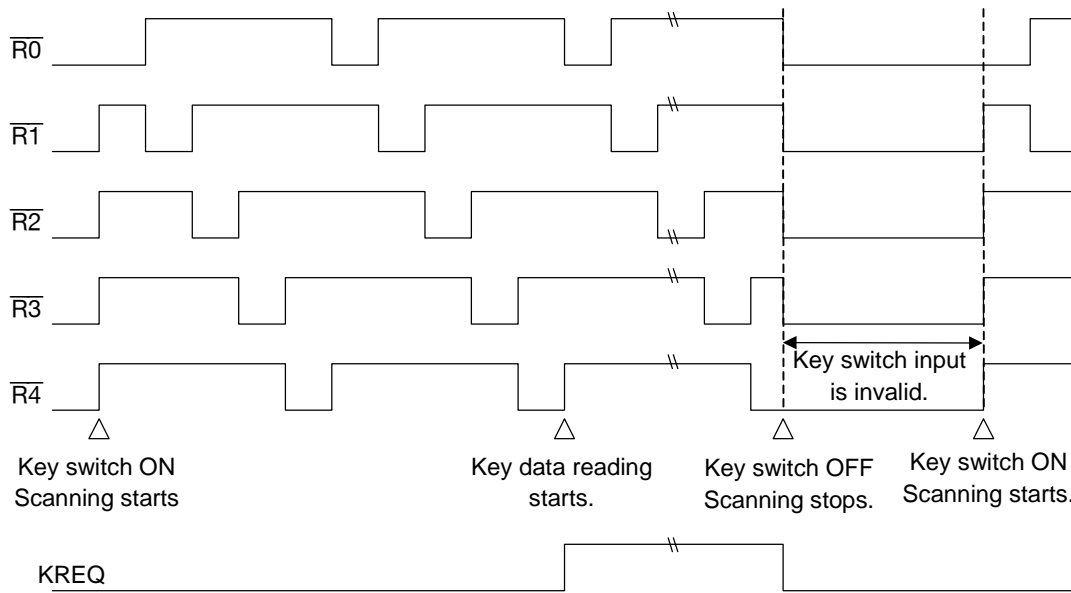 R0
R1
R2
R3
Key switch input
is invalid.
R4
Key switch ON
Scanning starts
Key data reading
starts.
Key switch OFF
Scanning stops.
Key switch ON
Scanning starts.
KREQ